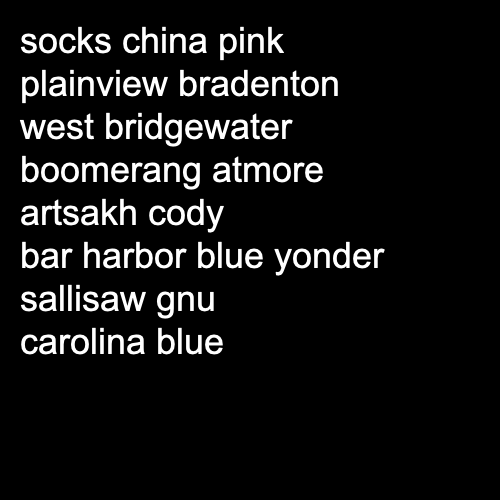 socks china pink
plainview bradenton
west bridgewater
boomerang atmore
artsakh cody
bar harbor blue yonder
sallisaw gnu
carolina blue